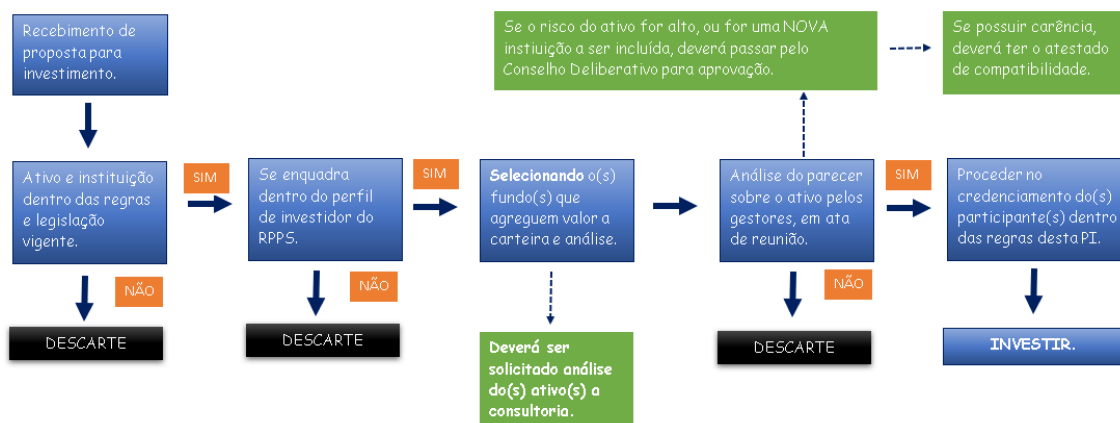 Recebimento de
proposta para
investimento.
Se o risco do ativo for alto, ou for uma NOVA
instiuição a ser incluída, deverá passar pelo
Conselho Deliberativo para aprovação.
Se possuir carência,
deverá ter o atestado
de compatibilidade.
Ativo e instituição
dentro das regras
e legislação
vigente.
SIM
Se enquadra
dentro do perfil
de investidor do
RPPS.
SIM
Selecionando o(s)
fundo(s) que
agreguem valor a
carteira e análise.
Análise do parecer
sobre o ativo pelos
gestores, em ata
de reunião.
SIM
Proceder no
credenciamento do(s)
participante(s) dentro
das regras desta PI.
NÃO
NÃO
NÃO
DESCARTE
DESCARTE
Deverá ser
solicitado análise
do(s) ativo(s) a
consultoria.
DESCARTE
INVESTIR.